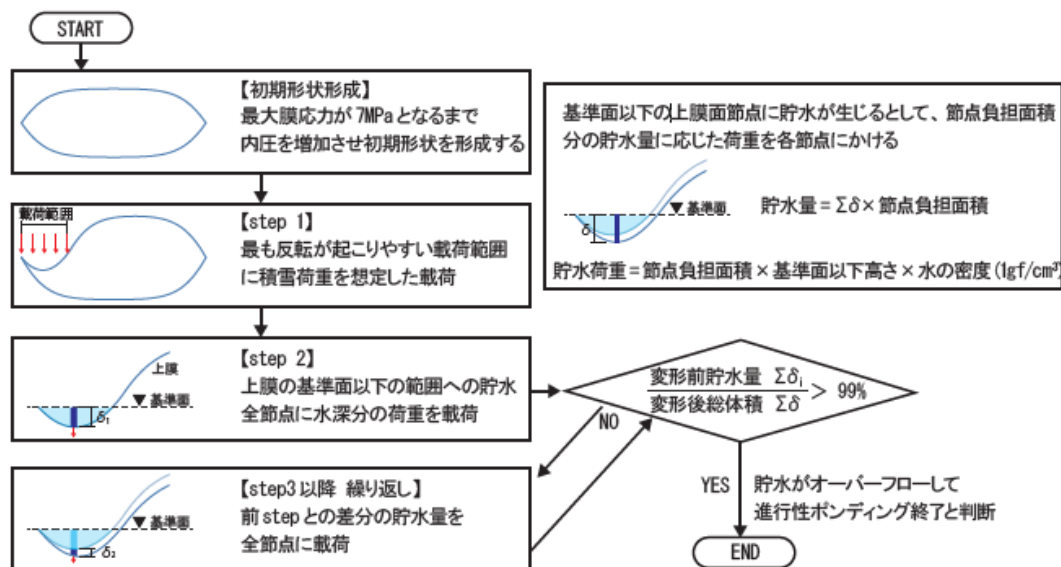 START
【初期形状形成】
最大膜応力が7MPaとなるまで
内圧を増加させ初期形状を形成する
載荷範囲
【step 1】
最も反転が起こりやすい載荷範囲
に積雪荷重を想定した載荷
上膜
基準面
δ₁
【step 2】
上膜の基準面以下の範囲への貯水
全節点に水深分の荷重を載荷
基準面
δ₂
【step3以降 繰り返し】
前stepとの差分の貯水量を
全節点に載荷
基準面以下の上膜面節点に貯水が生じるとして、節点負担面積
分の貯水量に応じた荷重を各節点にかける
基準面
δ
貯水量＝Σδ×節点負担面積
貯水荷重＝節点負担面積×基準面以下高さ×水の密度(1gf/cm³)
変形前貯水量 Σδi
変形後総体積 Σδ
> 99%
NO
YES
貯水がオーバーフローして
進行性ポンディング終了と判断
END